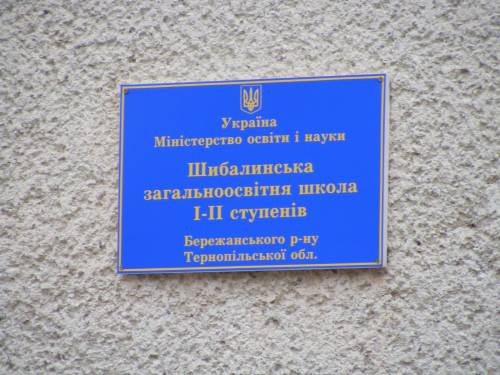 Україна
Міністерство освіти і науки
Шибалинська
загальноосвітня школа
І-ІІ ступенів
Бережанського р-ну
Тернопільської обл.